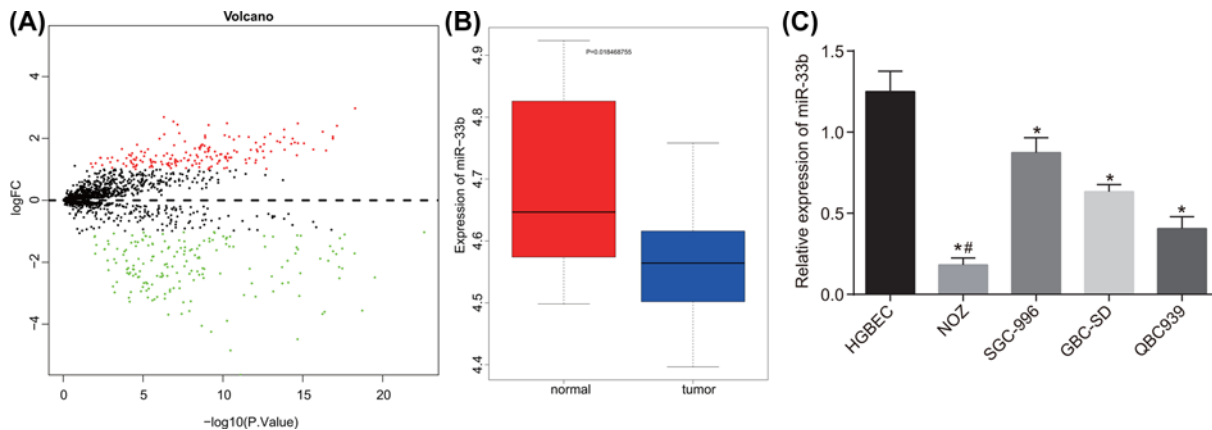 (A)
Volcano
logFC
4
2
0
−2
−4
0 5 10 15 20
−log10(P.Value)
(B)
P=0.018468755
Expression of miR−33b
4.9
4.8
4.7
4.6
4.5
4.4
normal tumor
(C)
Relative expression of miR-33b
1.5
1.0
0.5
0.0
*#
*
*
*
HGBEC
NOZ
SGC-996
GBC-SD
QBC939